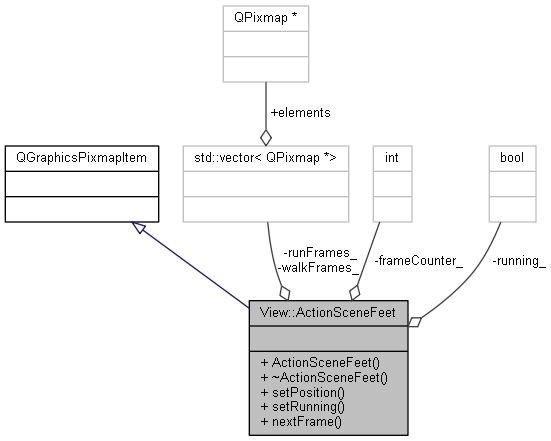 QPixmap *
+elements
QGraphicsPixmapItem
std::vector< QPixmap *>
int
bool
-runFrames_
-walkFrames_
-frameCounter_
-running_
View::ActionSceneFeet
+ ActionSceneFeet()
+ ~ActionSceneFeet()
+ setPosition()
+ setRunning()
+ nextFrame()